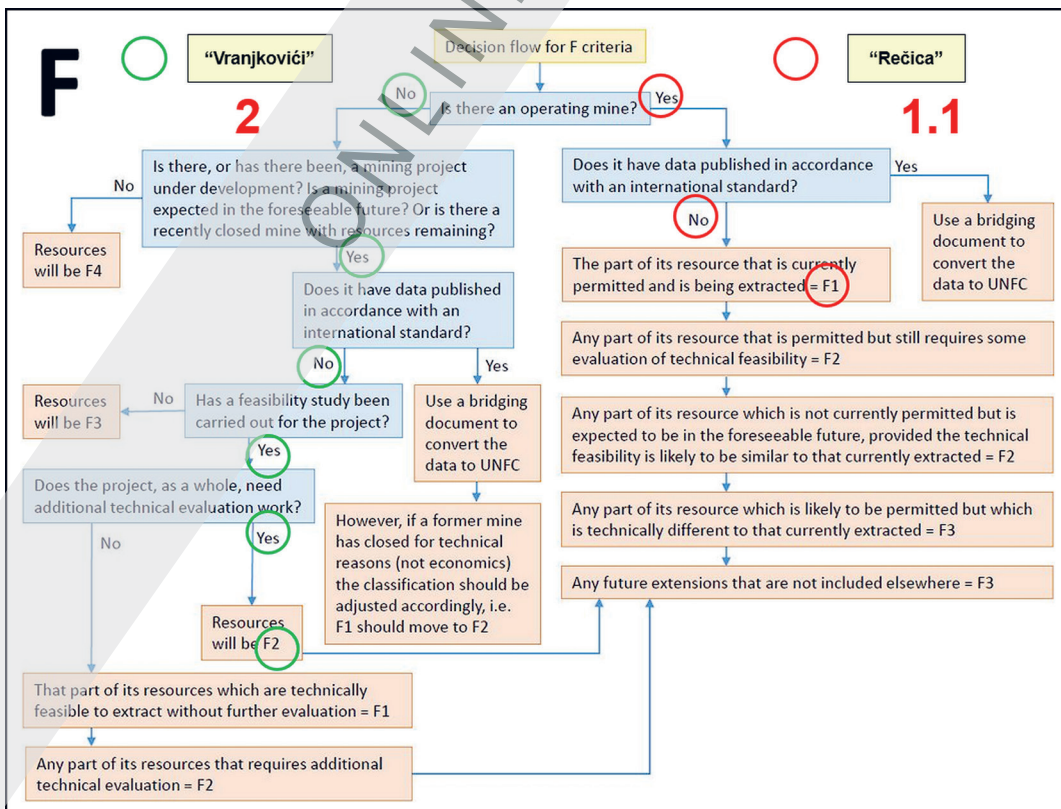 F
“Vranjkovići”
2
Decision flow for F criteria
“Rečica”
1.1
ONLIN
No
Is there an operating mine?
Yes
Is there, or has there been, a mining project
under development? Is a mining project
expected in the foreseeable future? Or is there a
recently closed mine with resources remaining?
No
Resources
will be F4
Yes
Does it have data published
in accordance with an
international standard?
No
Yes
Resources
will be F3
No
Has a feasibility study been
carried out for the project?
Use a bridging
document to
convert the
data to UNFC
Yes
Does the project, as a whole, need
additional technical evaluation work?
No
Yes
However, if a former mine
has closed for technical
reasons (not economics)
the classification should be
adjusted accordingly, i.e.
F1 should move to F2
Resources
will be F2
That part of its resources which are technically
feasible to extract without further evaluation = F1
Any part of its resources that requires additional
technical evaluation = F2
Does it have data published in accordance
with an international standard?
Yes
No
Use a bridging
document to
convert the
data to UNFC
The part of its resource that is currently
permitted and is being extracted = F1
Any part of its resource that is permitted but still requires some
evaluation of technical feasibility = F2
Any part of its resource which is not currently permitted but is
expected to be in the foreseeable future, provided the technical
feasibility is likely to be similar to that currently extracted = F2
Any part of its resource which is likely to be permitted but which
is technically different to that currently extracted = F3
Any future extensions that are not included elsewhere = F3